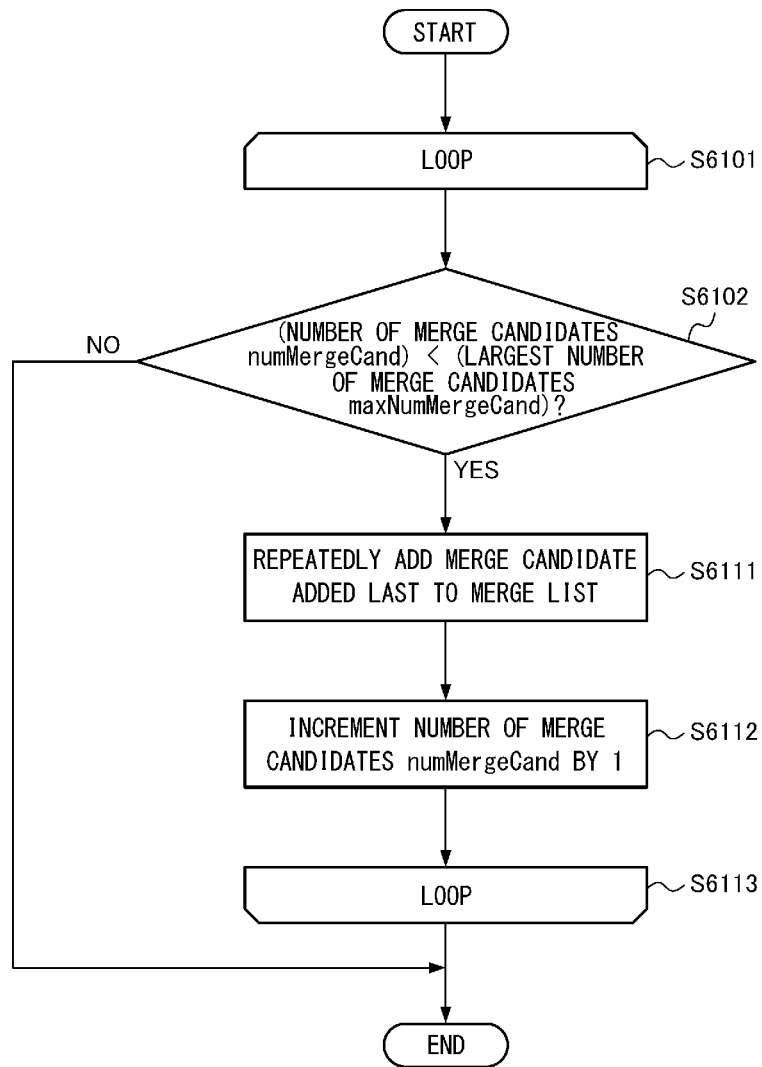 START
LOOP
S6101
S6102
(NUMBER OF MERGE CANDIDATES
numMergeCand) < (LARGEST NUMBER
OF MERGE CANDIDATES
maxNumMergeCand)?
NO
YES
REPEATEDLY ADD MERGE CANDIDATE
ADDED LAST TO MERGE LIST
S6111
INCREMENT NUMBER OF MERGE
CANDIDATES numMergeCand BY 1
S6112
LOOP
S6113
END